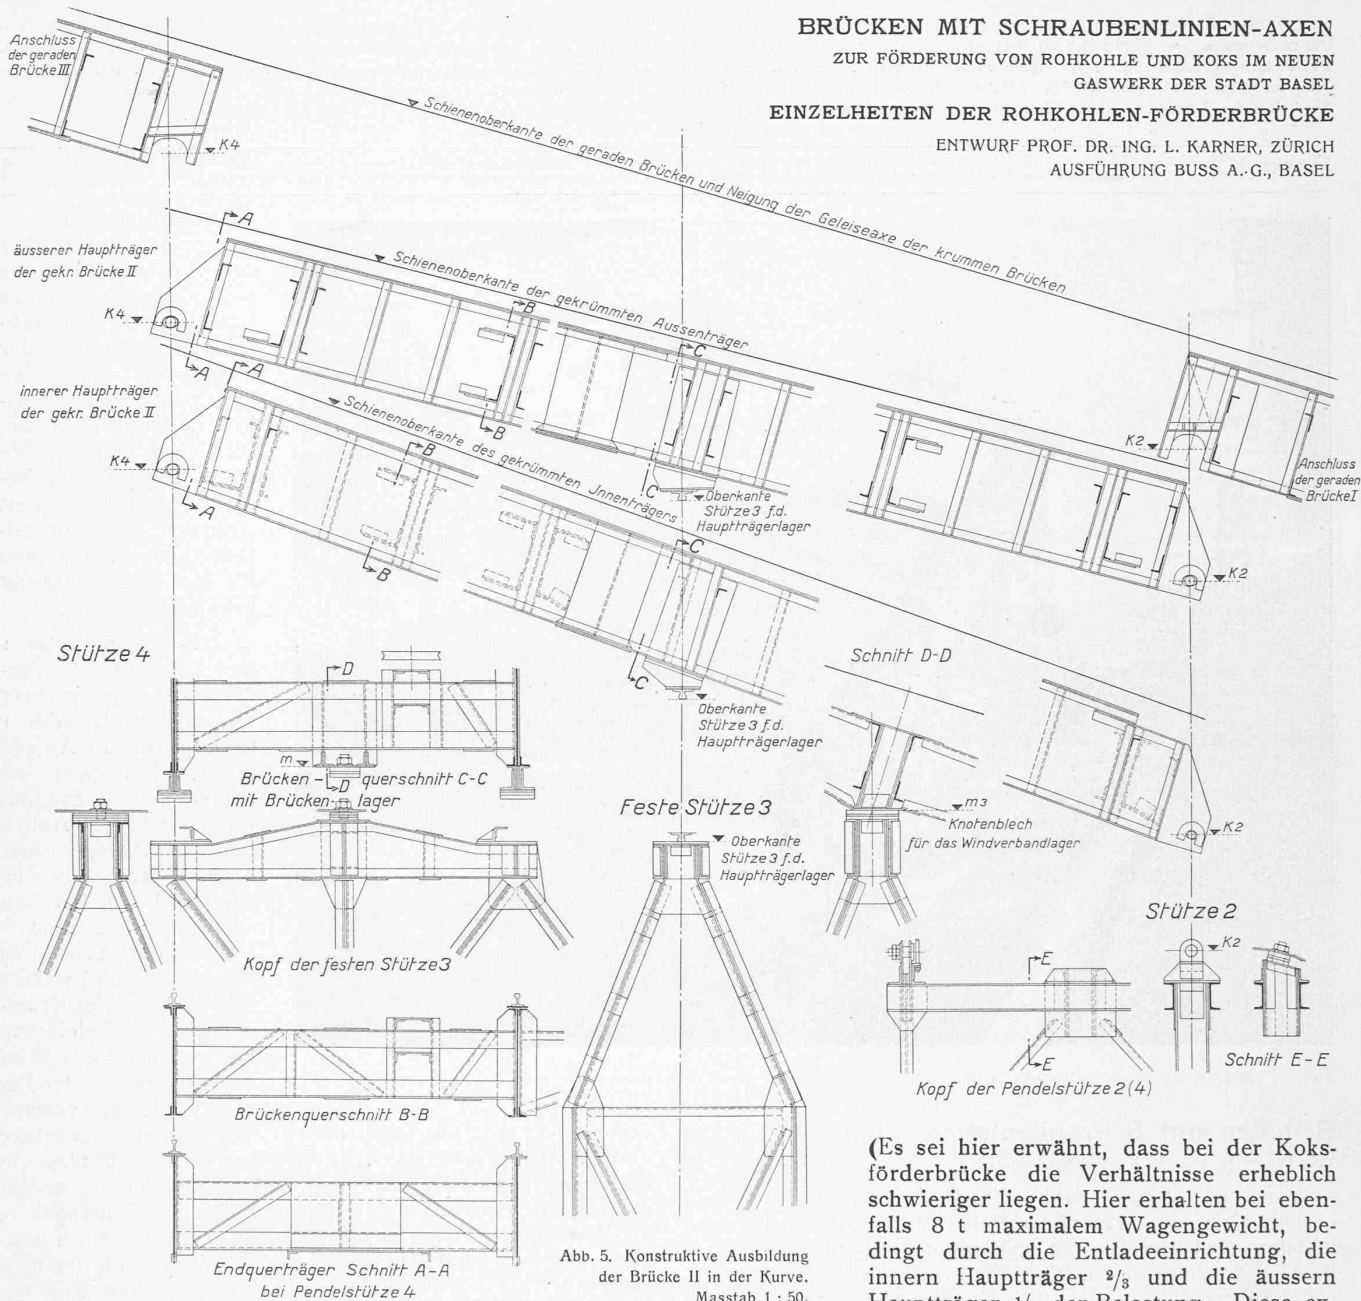 BRÜCKEN MIT SCHRAUBENLINIEN-AXEN
ZUR FÖRDERUNG VON ROHKOHLE UND KOKS IM NEUEN
GASWERK DER STADT BASEL
EINZELHEITEN DER ROHKOHLEN-FÖRDERBRÜCKE
ENTWURF PROF. DR. ING. L. KARNER, ZÜRICH
AUSFÜHRUNG BUSS A.-G., BASEL
Anschluss
der geraden
Brücke III
K4
Schienenoberkante der geraden Brücken und Neigung der Geleiseaxe der krummen Brücken
A
äusserer Hauptträger
der gekr. Brücke II
Schienenoberkante der gekrümmten Aussenträger
B
K4
C
A
A
innerer Hauptträger
der gekr. Brücke II
Schienenoberkante des gekrümmten Jnnenträgers
B
B
K2
K4
C
Anschluss
der geraden
Brücke I
Oberkante
Stütze 3 f.d.
Hauptträgerlager
A
C
B
K2
Stütze 4
D
Schnitt D-D
C
Oberkante
Stütze 3 f.d.
Hauptträgerlager
m
Brücken - D querschnitt C-C
mit Brücken- lager
Feste Stütze 3
m3
Knotenblech
für das Windverbandlager
K2
Oberkante
Stütze 3 f.d.
Hauptträgerlager
Stütze 2
K2
E
Kopf der festen Stütze 3
E
Schnitt E-E
Kopf der Pendelstütze 2 (4)
Brückenquerschnitt B-B
Endquerträger Schnitt A-A
bei Pendelstütze 4
Abb. 5. Konstruktive Ausbildung
der Brücke II in der Kurve.
Masstab 1 : 50.
(Es sei hier erwähnt, dass bei der Koks-
förderbrücke die Verhältnisse erheblich
schwieriger liegen. Hier erhalten bei eben-
falls 8 t maximalem Wagengewicht, be-
dingt durch die Entladeeinrichtung, die
innern Hauptträger 2/3 und die äussern